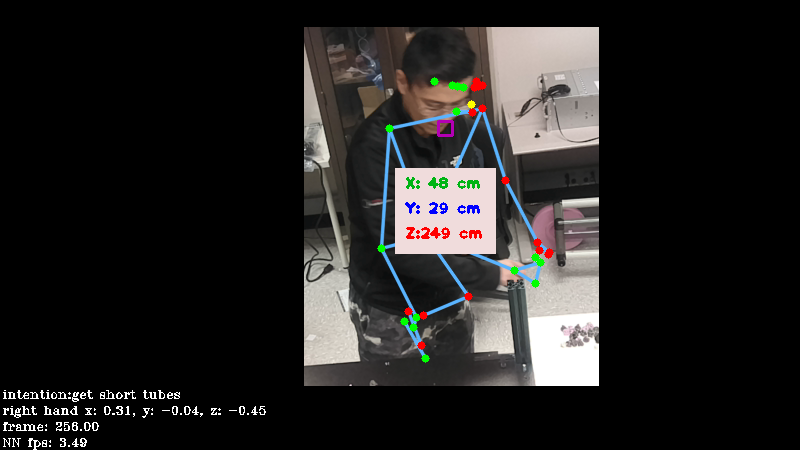 X: 48 cm
Y: 29 cm
Z:249 cm
intention:get short tubes
right hand x: 0.31, y: -0.04, z: -0.45
frame: 256.00
NN fps: 3.49